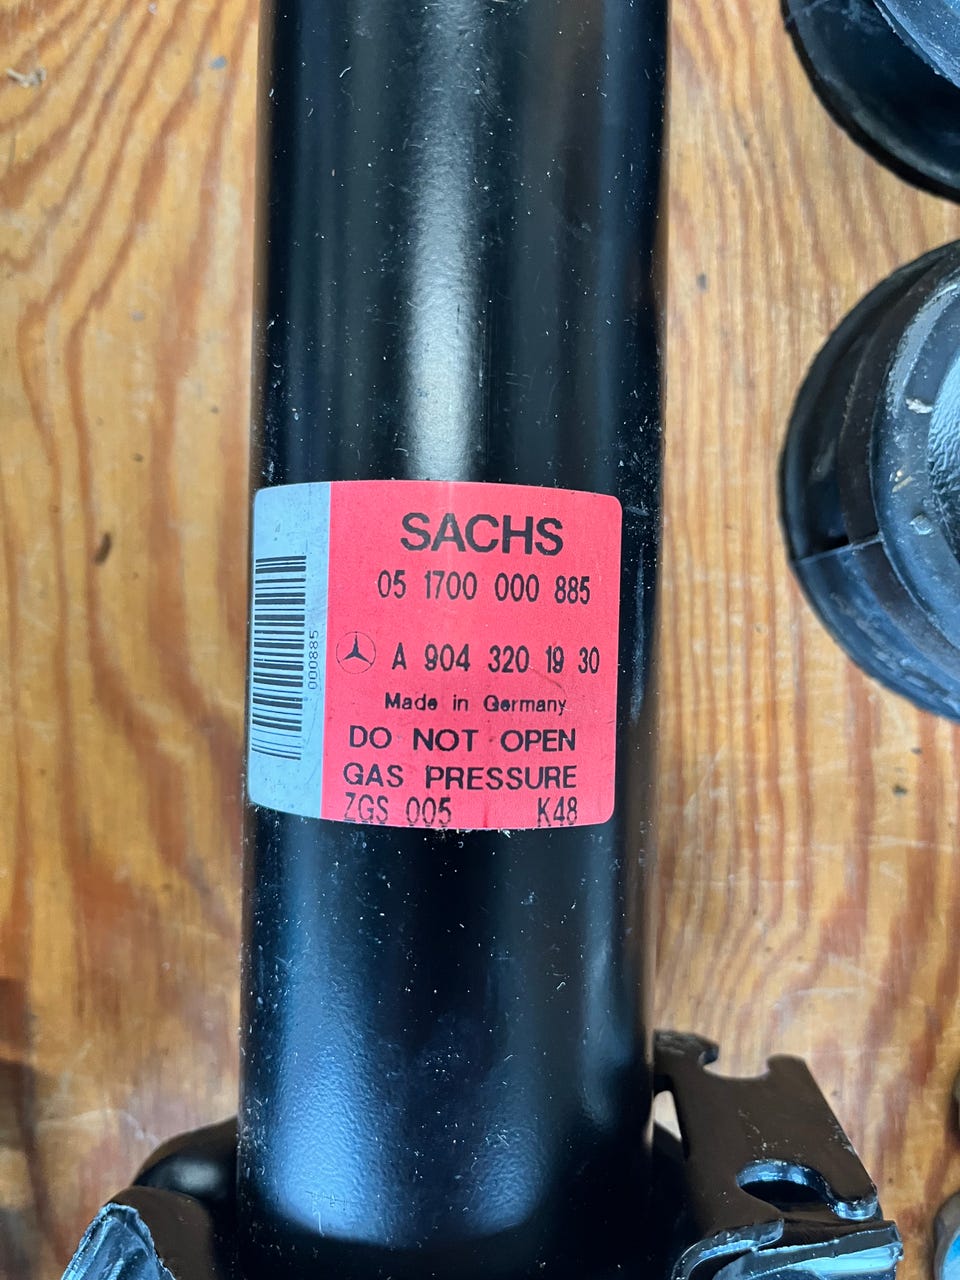 SACHS
05 1700 000 885
A 904 320 19 30
Made in Germany
DO NOT OPEN
GAS PRESSURE
ZGS 005 K48
000885